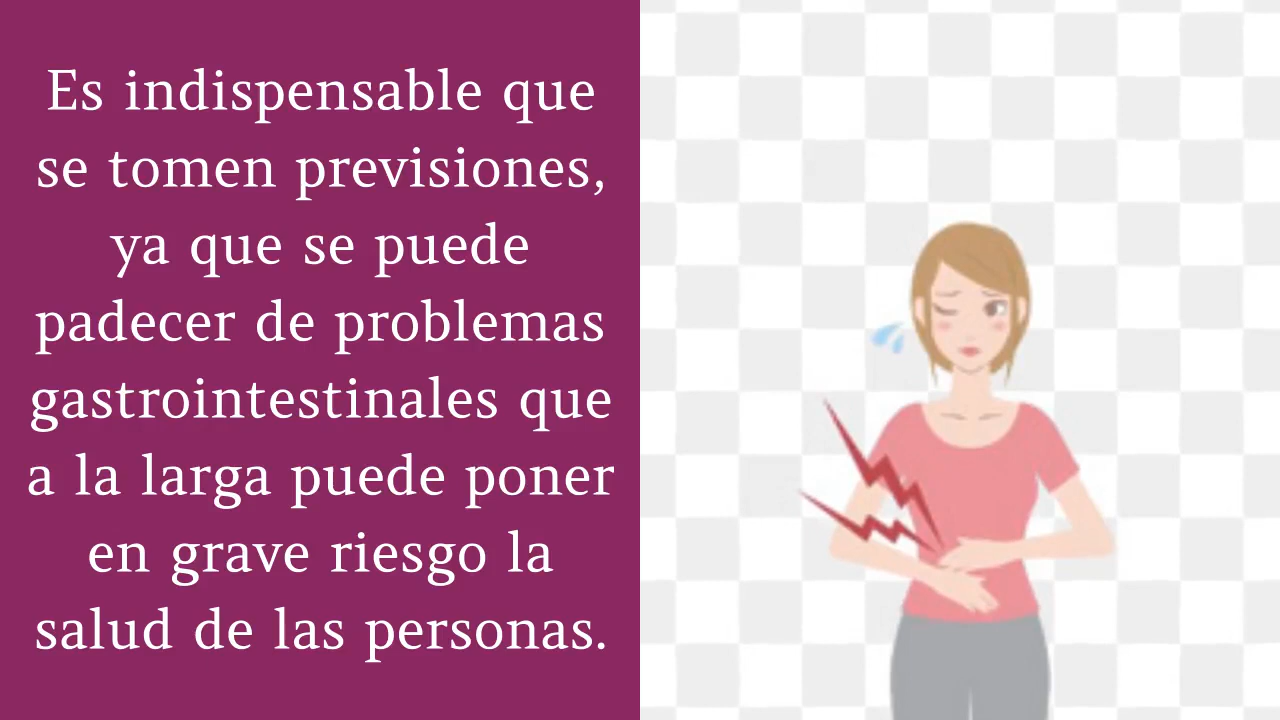 Es indispensable que
se tomen previsiones,
ya que se puede
padecer de problemas
gastrointestinales que
a la larga puede poner
en grave riesgo la
salud de las personas.